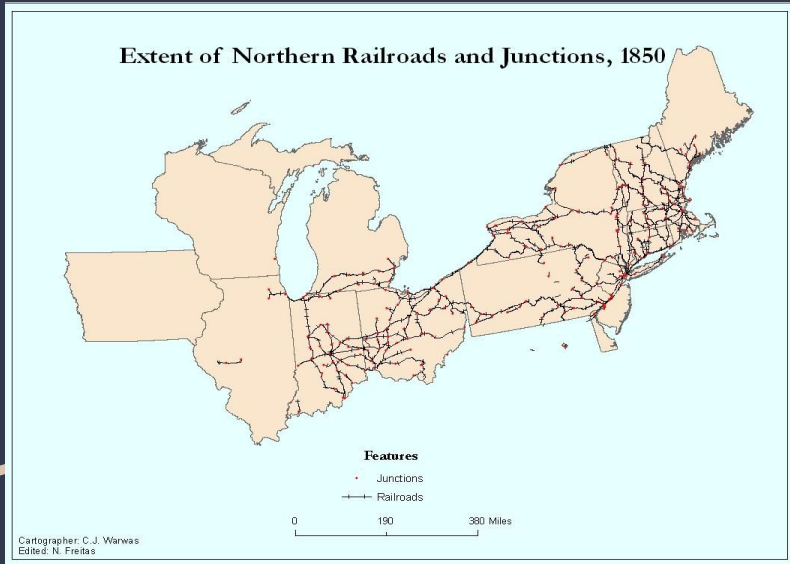 Extent of Northern Railroads and Junctions, 1850
Features
Junctions
Railroads
0 190 380 Miles
Cartographer: C.J. Warwas
Edited: N. Freitas